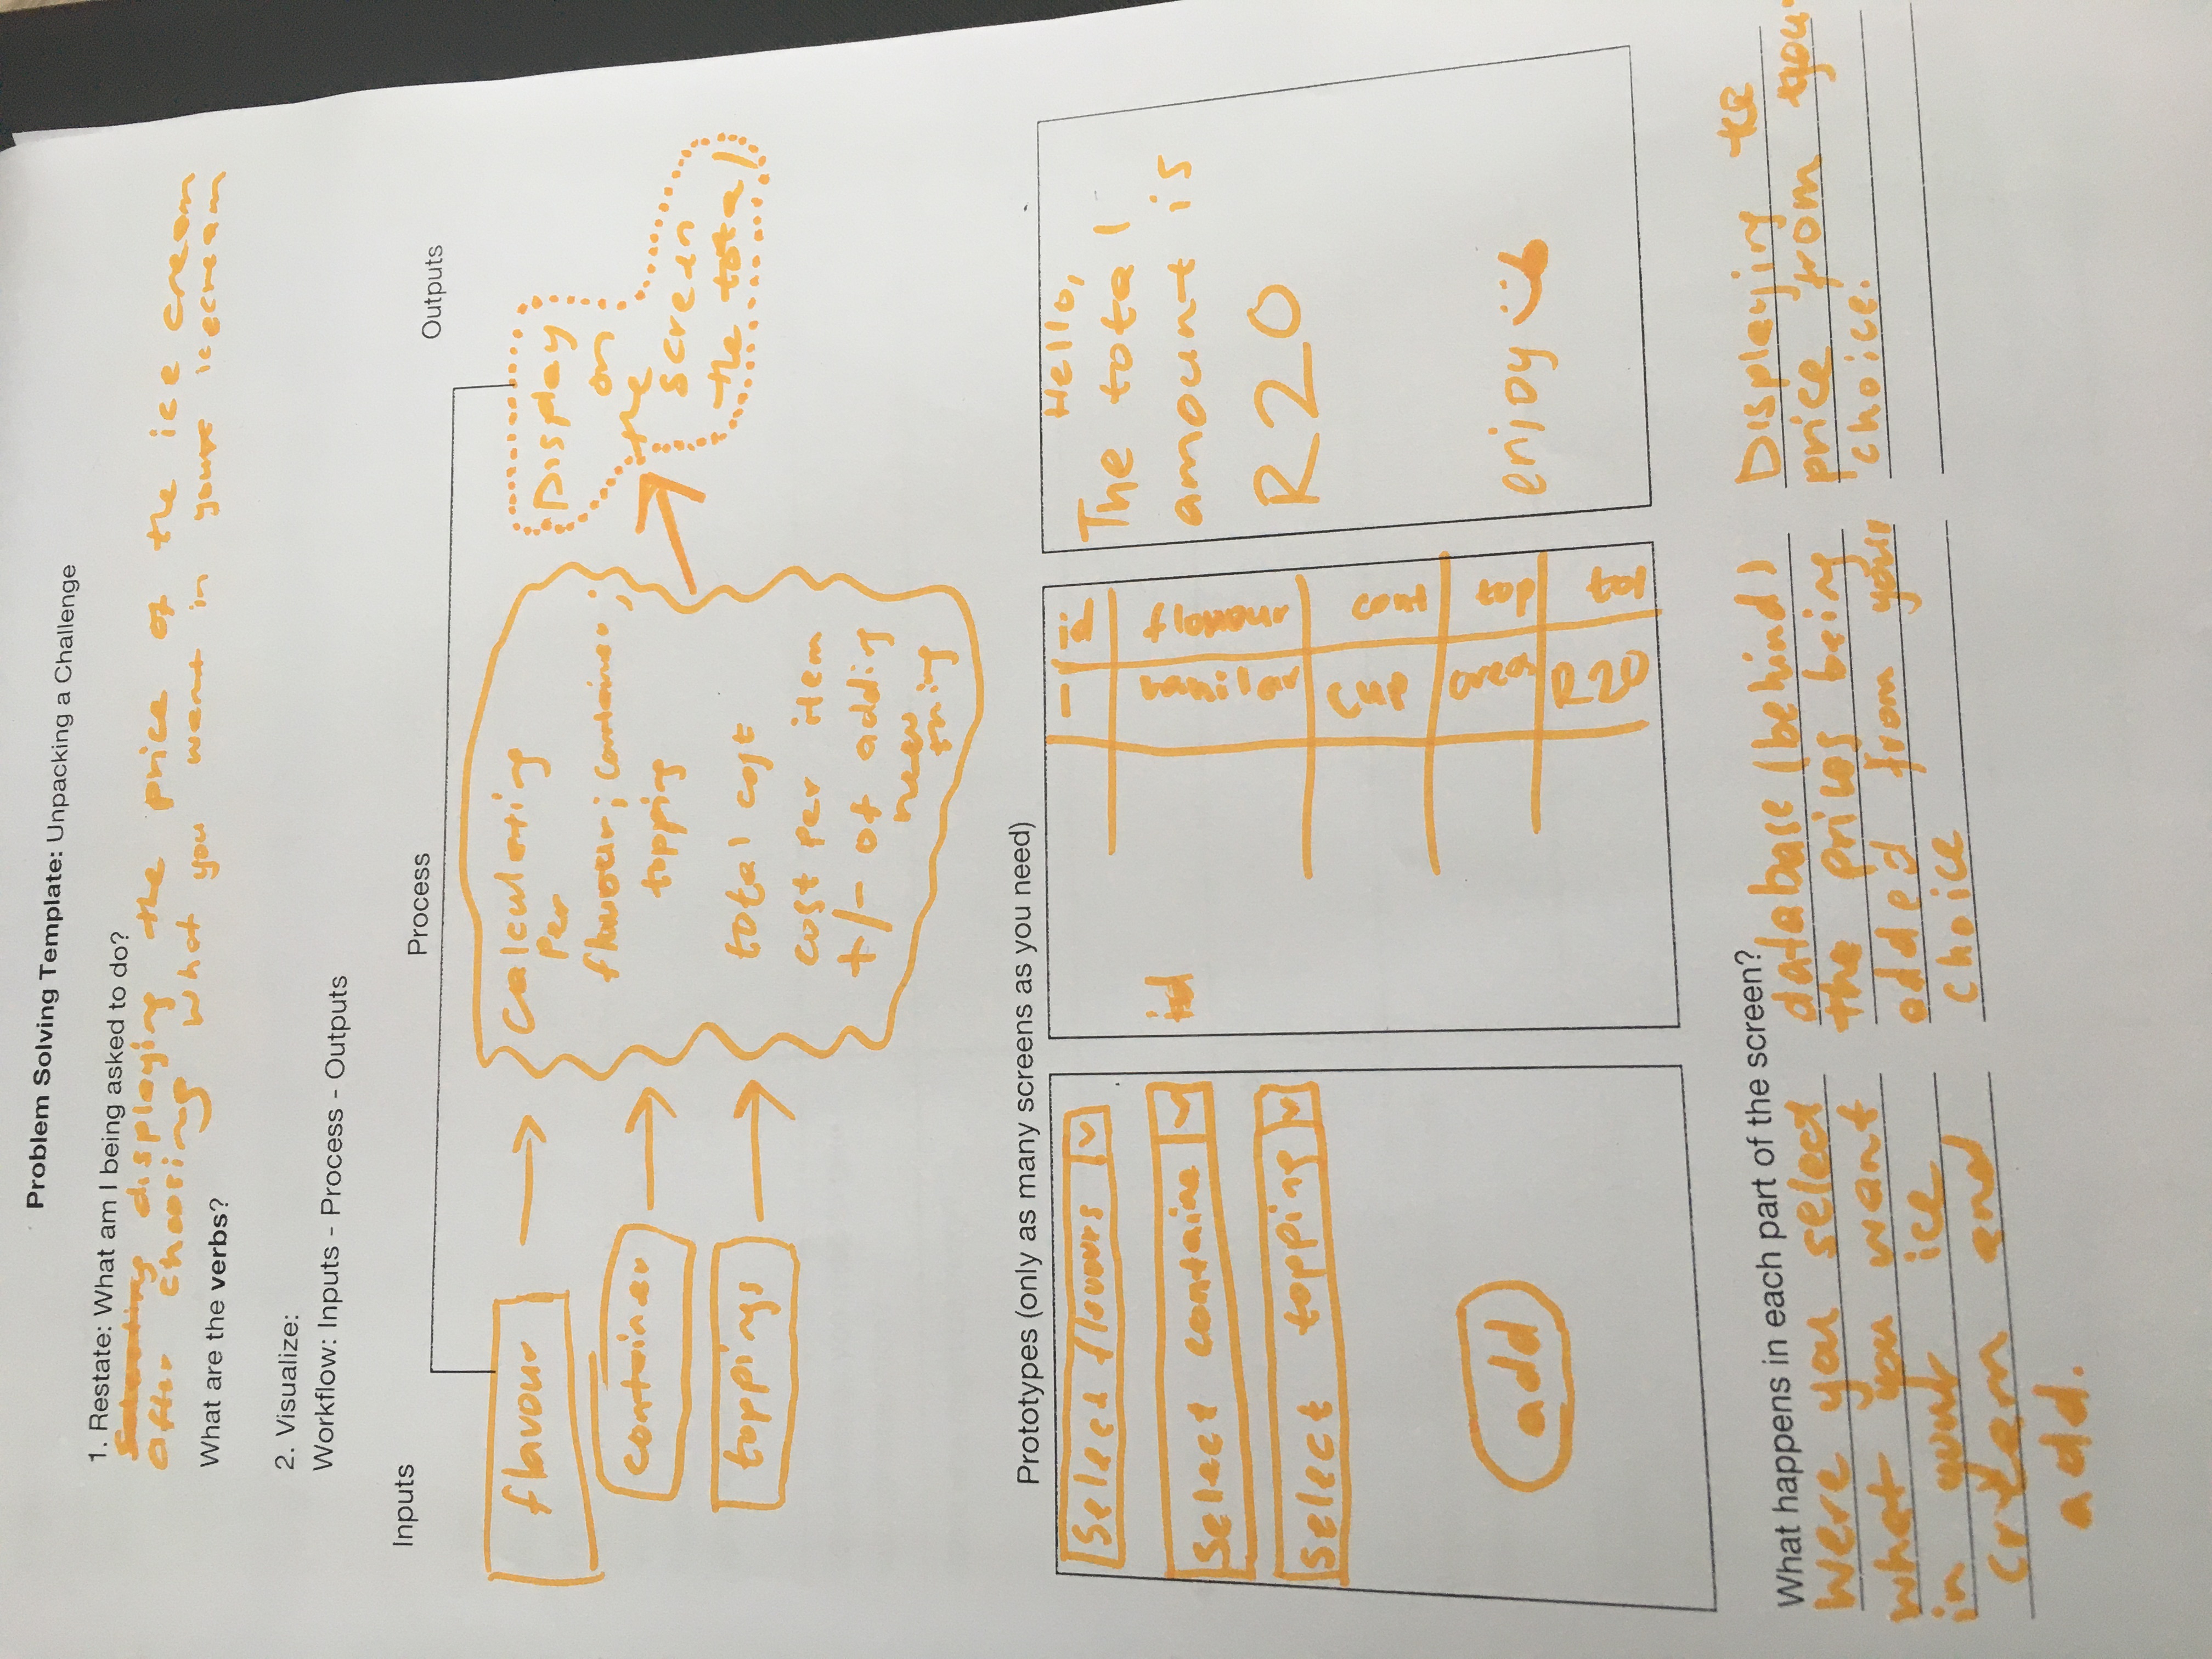 Problem Solving Template: Unpacking a Challenge
1. Restate: What am I being asked to do?
displaying the price of the ice cream
After choosing what you want in your icecream
What are the verbs?
2. Visualize:
Workflow: Inputs - Process - Outputs
Inputs
Process
Outputs
flavour
container
toppings
Calculating
Per
flavour; container;
topping
total cost
cost per item
+/- of adding
new
thing
Display
on
the
screen
the total
Prototypes (only as many screens as you need)
Select flavours
Select containe
Select topping
add
id
id flavour cont top tot
1 vanillar cup oreo R20
Hello,
The total
amount is
R20
enjoy
What happens in each part of the screen?
Were you select
what you want
in your ice
cream and
add.
database (behind)
the prices being
added from your
choice
Displaying the
price from your
choice.